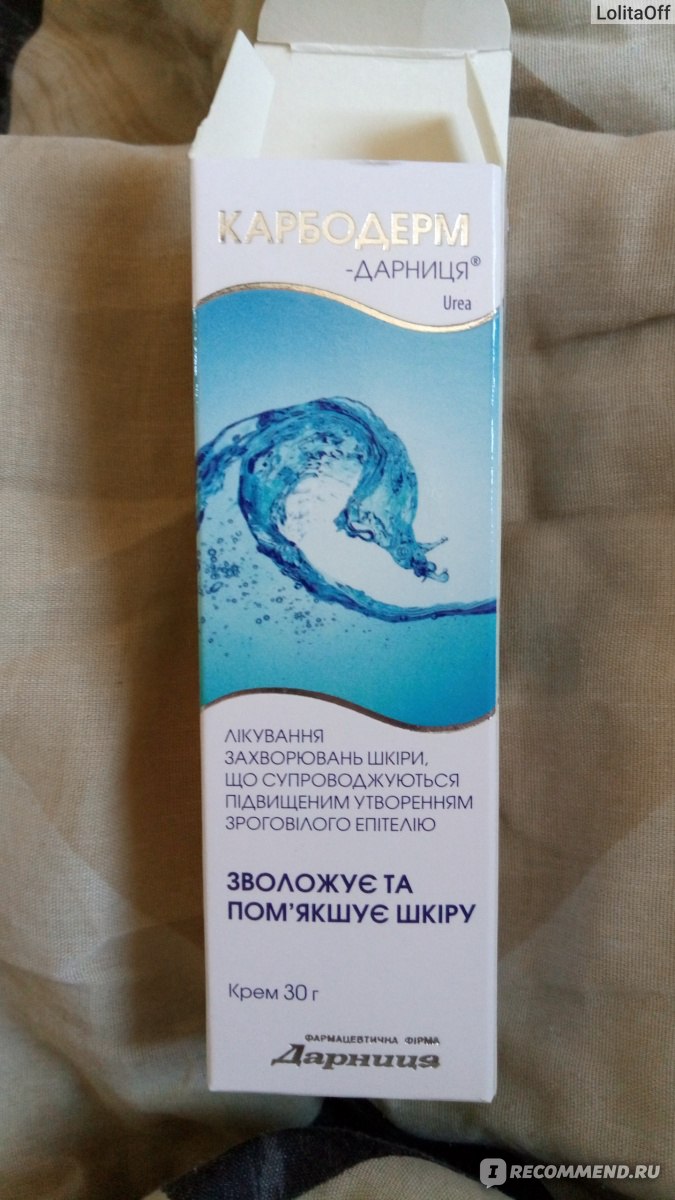 LolitaOff
КАРБОДЕРМ
-ДАРНИЦЯ®
Urea
ЛІКУВАННЯ
ЗАХВОРЮВАНЬ ШКІРИ,
ЩО СУПРОВОДЖУЮТЬСЯ
ПІДВИЩЕНИМ УТВОРЕННЯМ
ЗРОГОВІЛОГО ЕПІТЕЛІЮ
ЗВОЛОЖУЄ ТА
ПОМ'ЯКШУЄ ШКІРУ
Крем 30 г
ФАРМАЦЕВТИЧНА ФІРМА
Дарниця
IRECOMMEND.RU